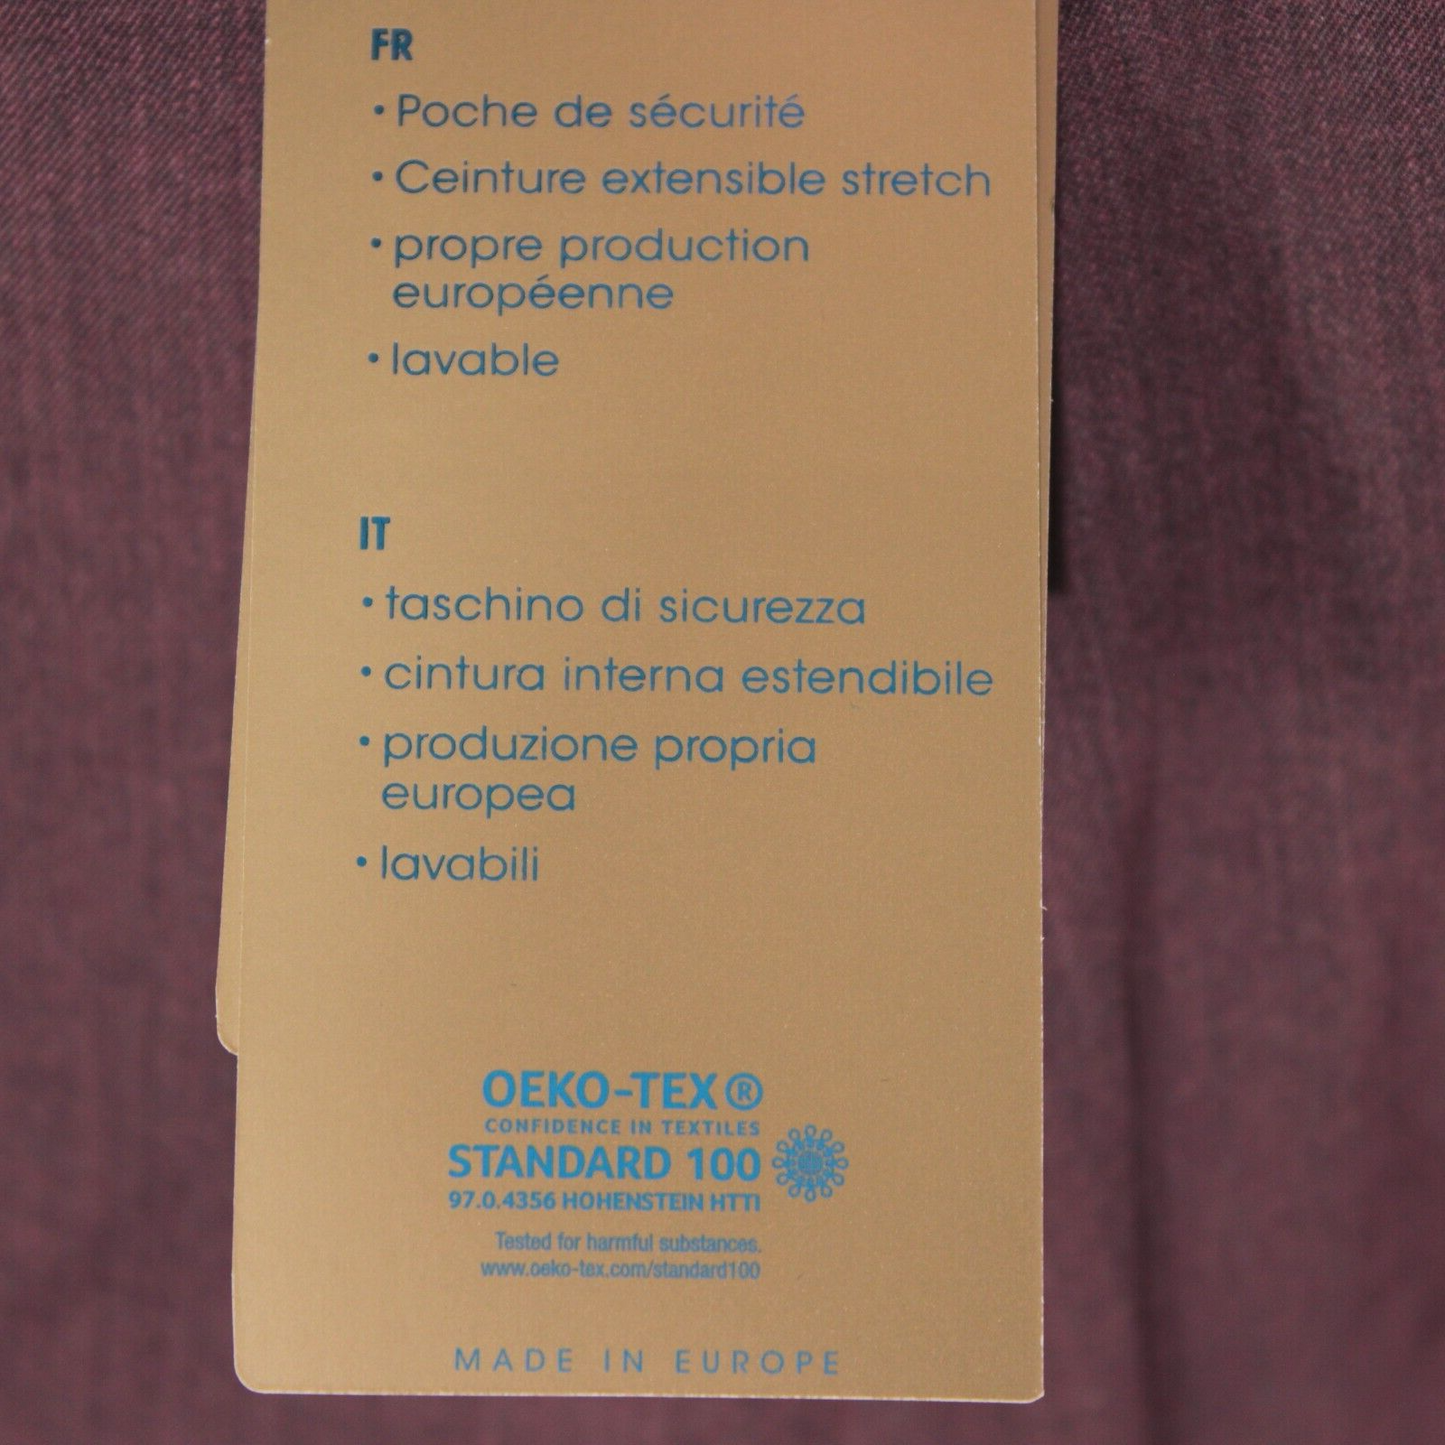 FR
• Poche de sécurité
• Ceinture extensible stretch
• propre production
européenne
• lavable
IT
• taschino di sicurezza
• cintura interna estendibile
• produzione propria
europea
• lavabili
OEKO-TEX®
CONFIDENCE IN TEXTILES
STANDARD 100
97.0.4356 HOHENSTEIN HTTI
Tested for harmful substances.
www.oeko-tex.com/standard100
MADE IN EUROPE